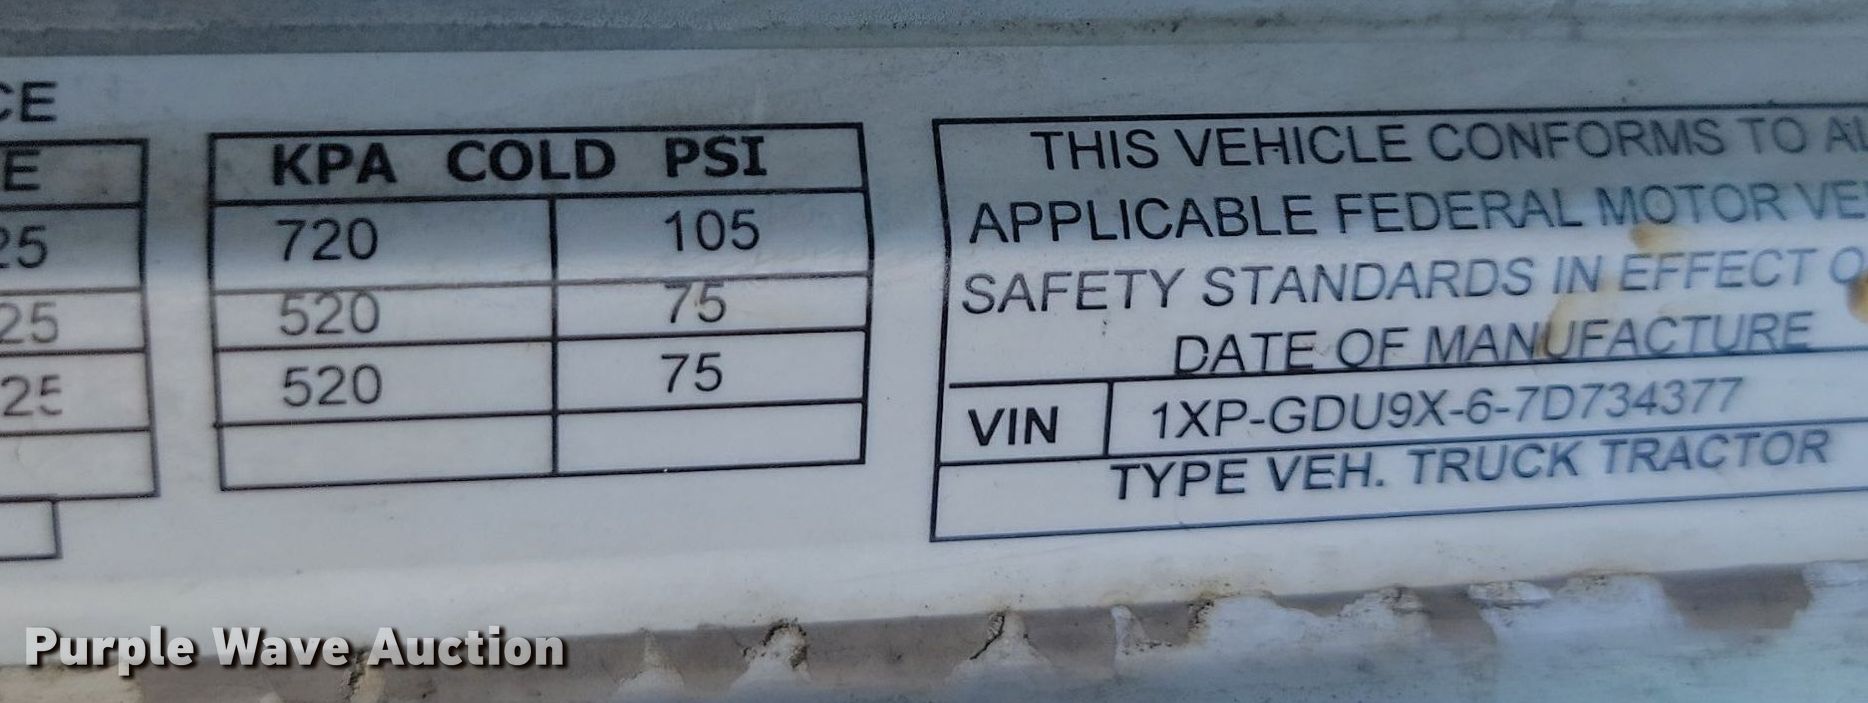 CE
E
KPA COLD PSI
25
720 105
25
520 75
25
520 75
THIS VEHICLE CONFORMS TO AL
APPLICABLE FEDERAL MOTOR VE
SAFETY STANDARDS IN EFFECT O
DATE OF MANUFACTURE
VIN 1XP-GDU9X-6-7D734377
TYPE VEH. TRUCK TRACTOR
Purple Wave Auction